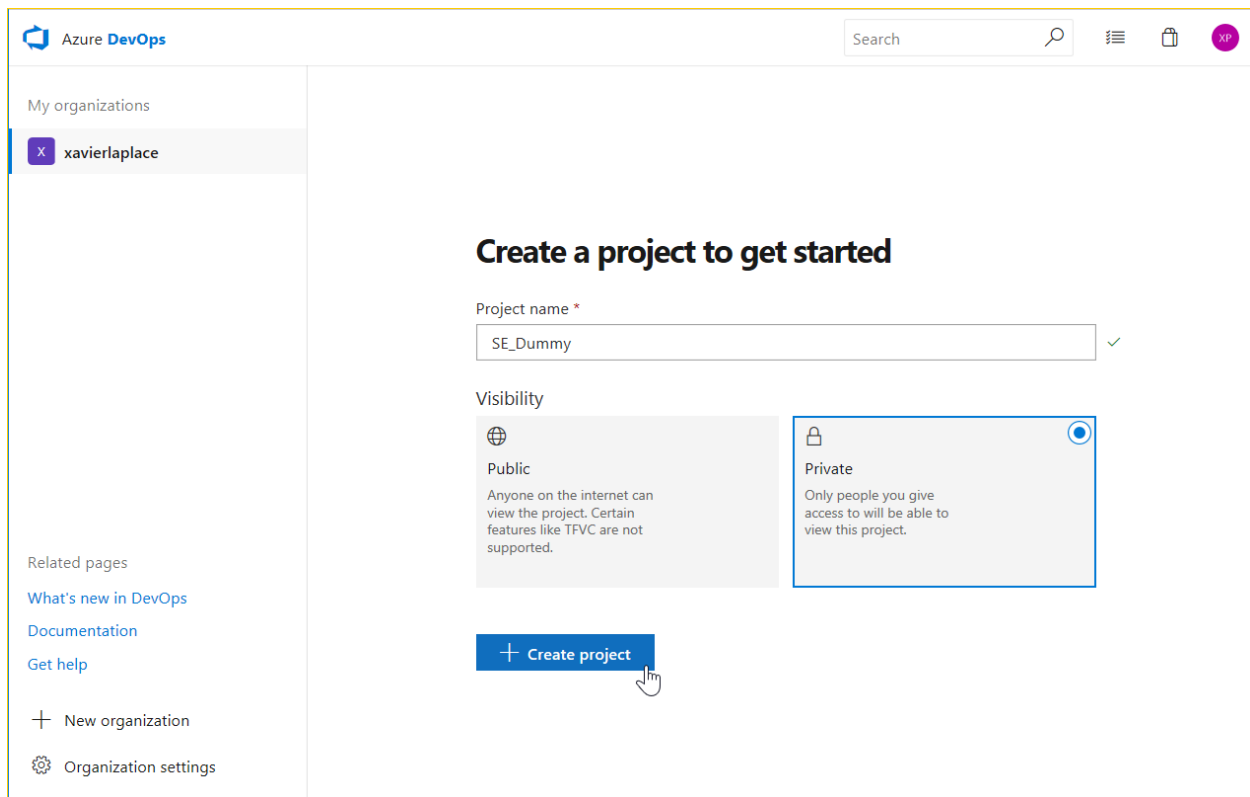 Azure DevOps
Search
XP
My organizations
X
xavierlaplace
Create a project to get started
Project name *
SE_Dummy
Visibility
Public
Anyone on the internet can
view the project. Certain
features like TFVC are not
supported.
Private
Only people you give
access to will be able to
view this project.
Related pages
What's new in DevOps
Documentation
Get help
Create project
New organization
Organization settings